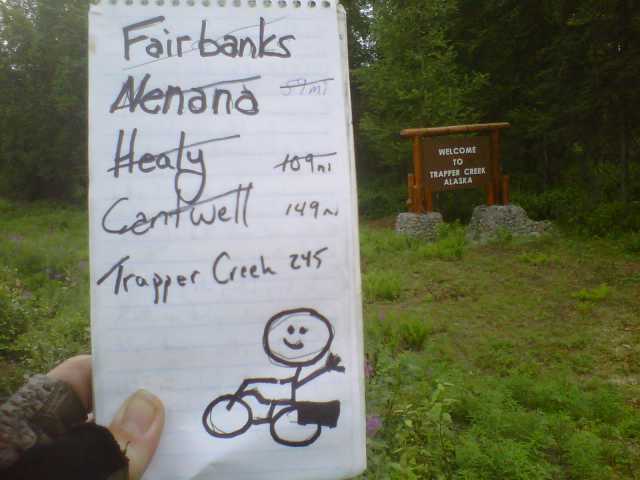 Fairbanks
Nenana 59mi
Healy 109mi
Cantwell 149mi
Trapper Creek 245
WELCOME
TO
TRAPPER CREEK
ALASKA